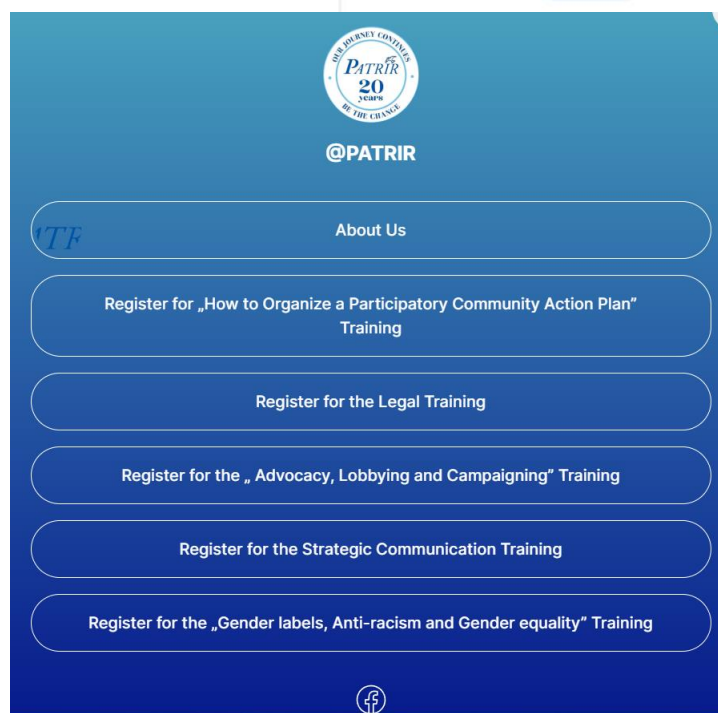 OUR JOURNEY CONTINUES
PATRIR
20
years
BE THE CHANGE
@PATRIR
About Us
Register for „How to Organize a Participatory Community Action Plan”
Training
Register for the Legal Training
Register for the „ Advocacy, Lobbying and Campaigning” Training
Register for the Strategic Communication Training
Register for the „Gender labels, Anti-racism and Gender equality” Training